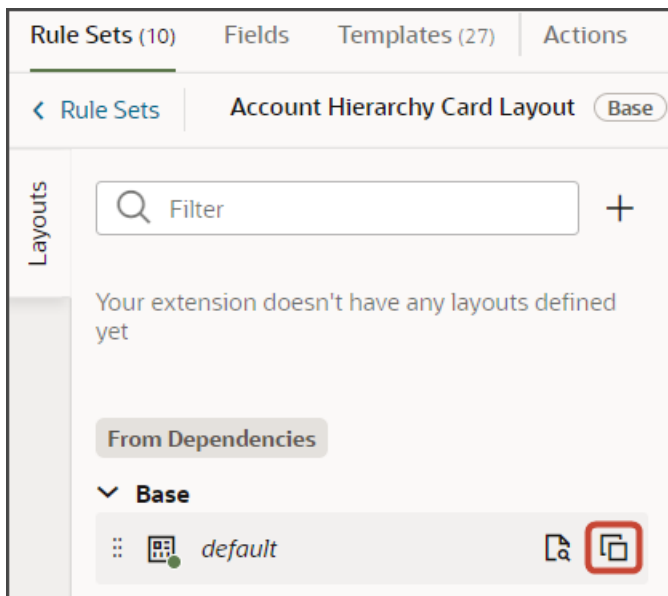 Rule Sets (10) Fields Templates (27) Actions
Rule Sets Account Hierarchy Card Layout Base
Layouts
Filter
Your extension doesn't have any layouts defined
yet
From Dependencies
Base
default